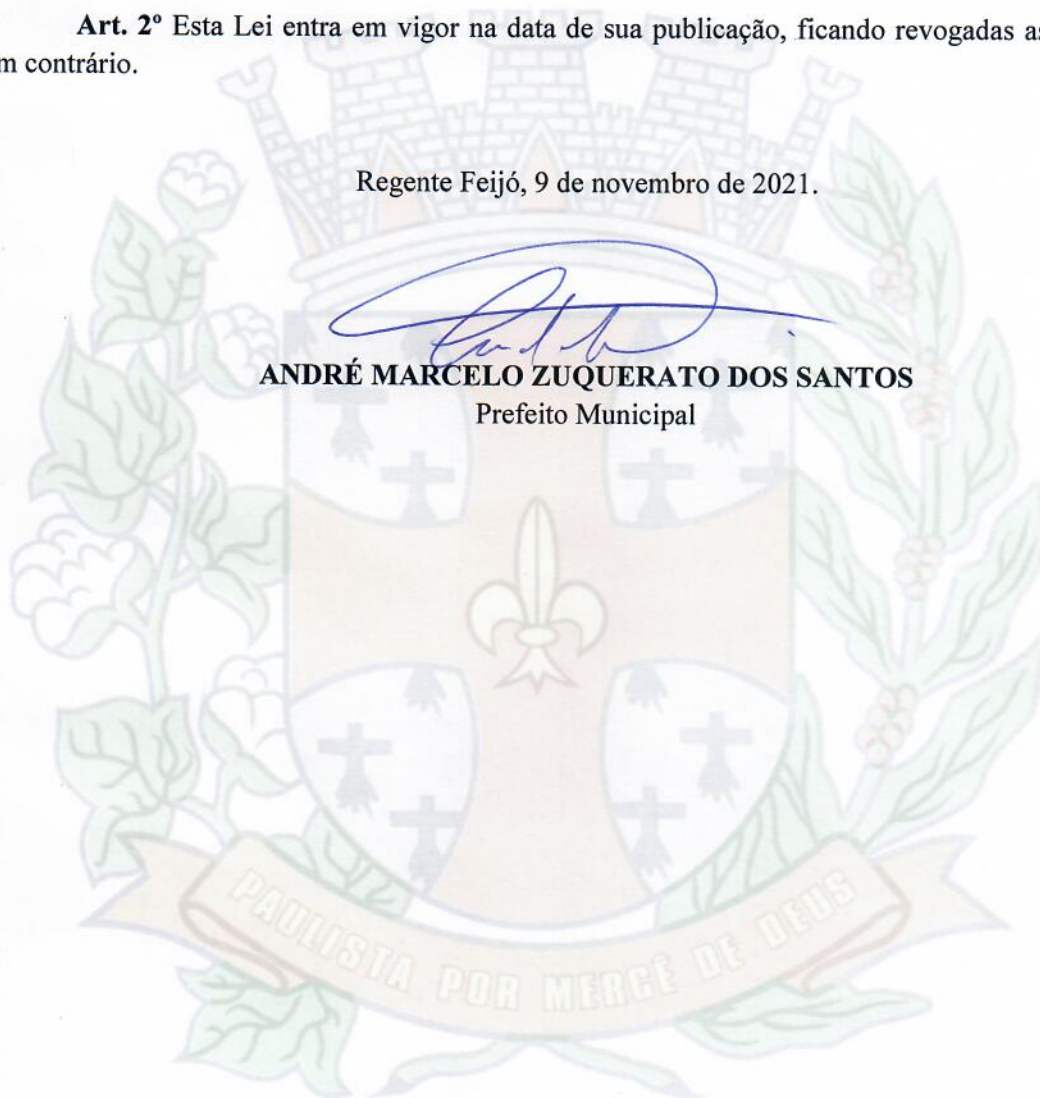 Art. 2º Esta Lei entra em vigor na data de sua publicação, ficando revogadas as
m contrário.
Regente Feijó, 9 de novembro de 2021.
ANDRÉ MARCELO ZUQUERATO DOS SANTOS
Prefeito Municipal
PAULISTA POR MERCÊ DE DEUS